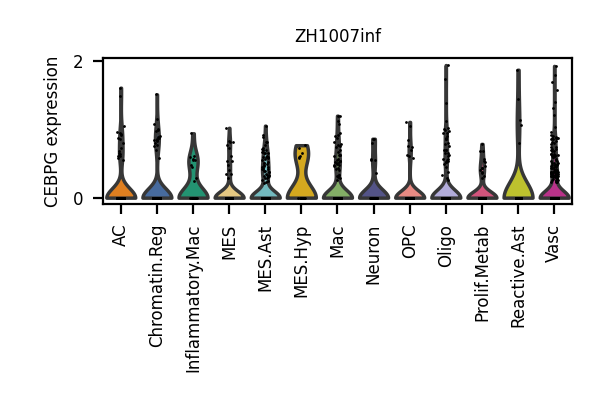 ZH1007inf
CEBPG expression
2
0
AC
Chromatin.Reg
Inflammatory.Mac
MES
MES.Ast
MES.Hyp
Mac
Neuron
OPC
Oligo
Prolif.Metab
Reactive.Ast
Vasc